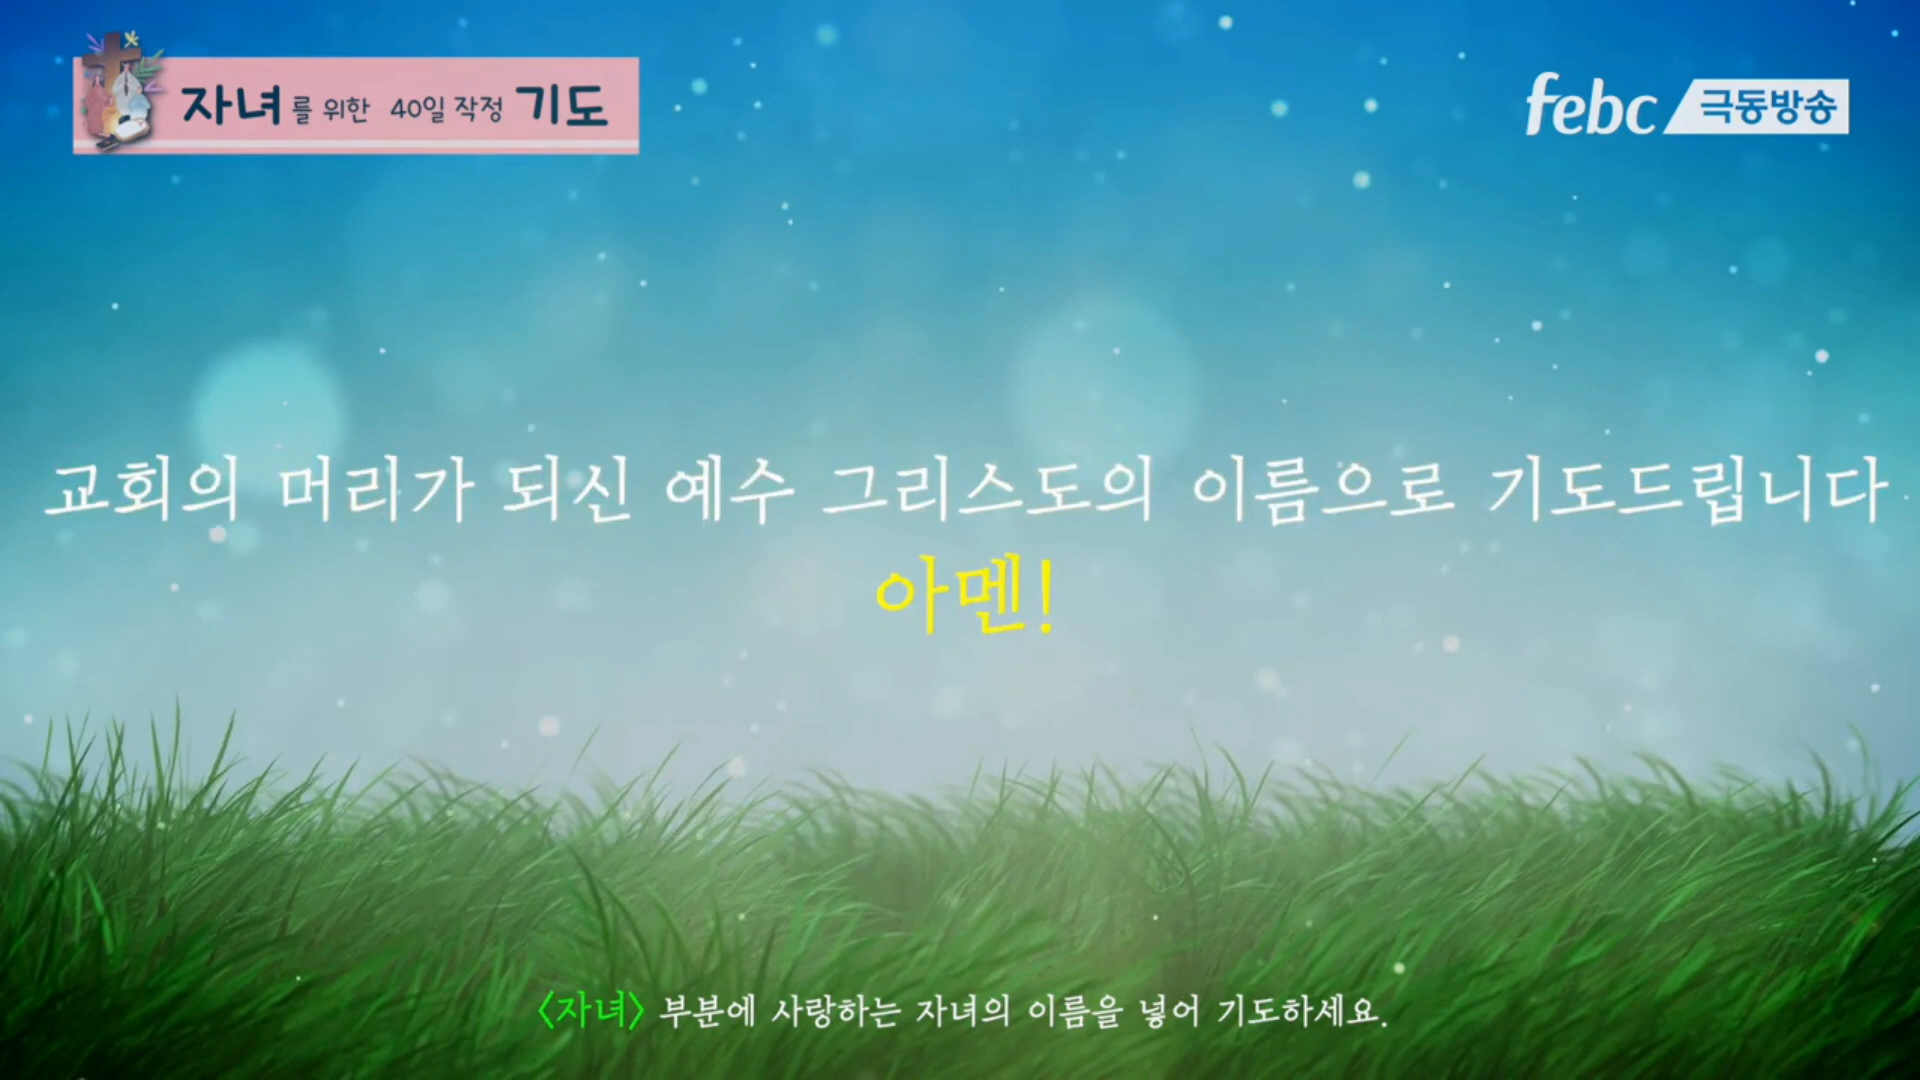 자녀를 위한 40일 작정 기도
febc 극동방송
교회의 머리가 되신 예수 그리스도의 이름으로 기도드립니다
아멘!
<자녀> 부분에 사랑하는 자녀의 이름을 넣어 기도하세요.